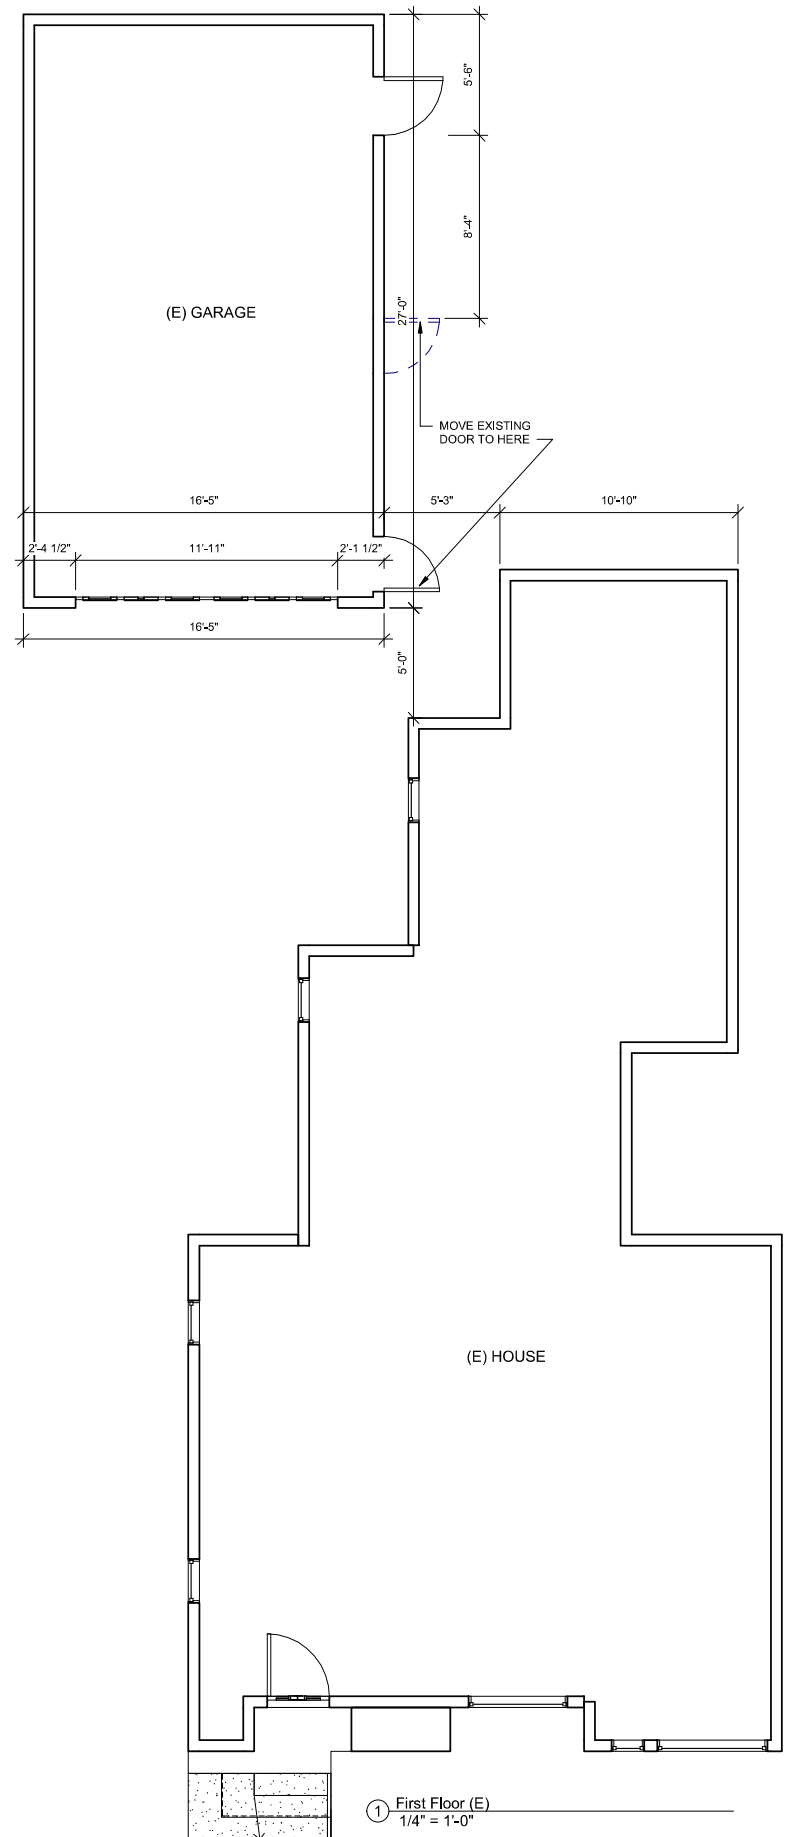 5'-6"
8'-4"
27'-0"
(E) GARAGE
MOVE EXISTING
DOOR TO HERE
16'-5"
5'-3"
10'-10"
2'-4 1/2"
11'-11"
2'-1 1/2"
16'-5"
5'-0"
(E) HOUSE
1
First Floor (E)
1/4" = 1'-0"